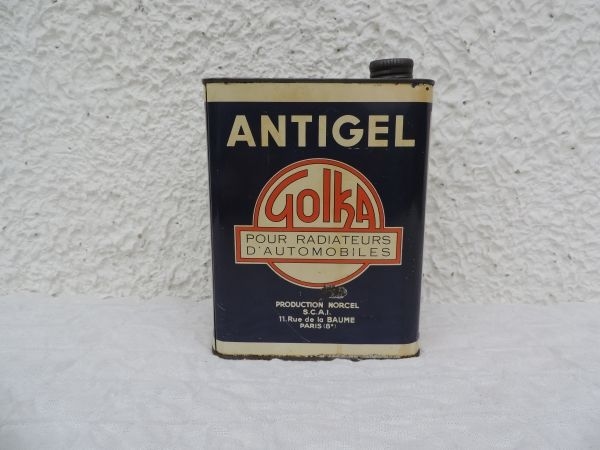 ANTIGEL
GolkA
POUR RADIATEURS
D'AUTOMOBILES
PRODUCTION NORCEL
S.C.A.I.
11.Rue de la BAUME
PARIS (8e)